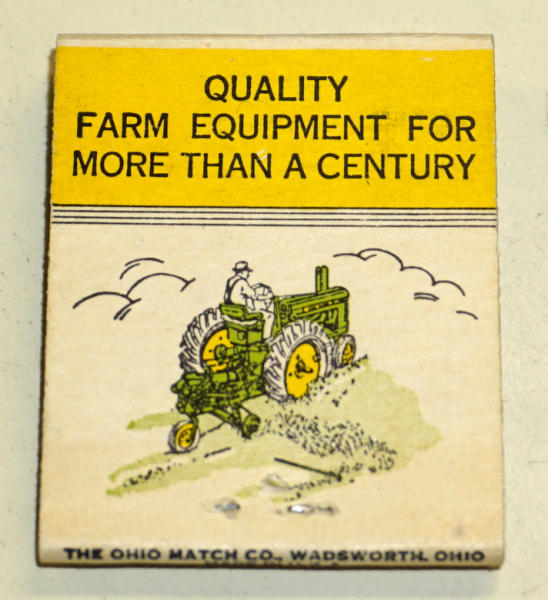 QUALITY
FARM EQUIPMENT FOR
MORE THAN A CENTURY
THE OHIO MATCH CO., WADSWORTH, OHIO